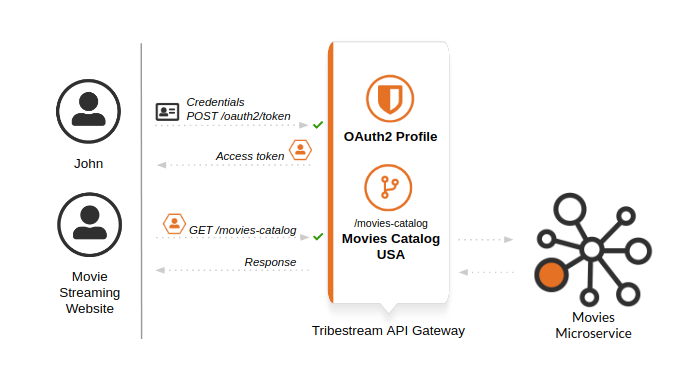 Credentials
POST /oauth2/token
Access token
John
GET /movies-catalog
Response
Movie
Streaming
Website
OAuth2 Profile
/movies-catalog
Movies Catalog
USA
Tribestream API Gateway
Movies
Microservice